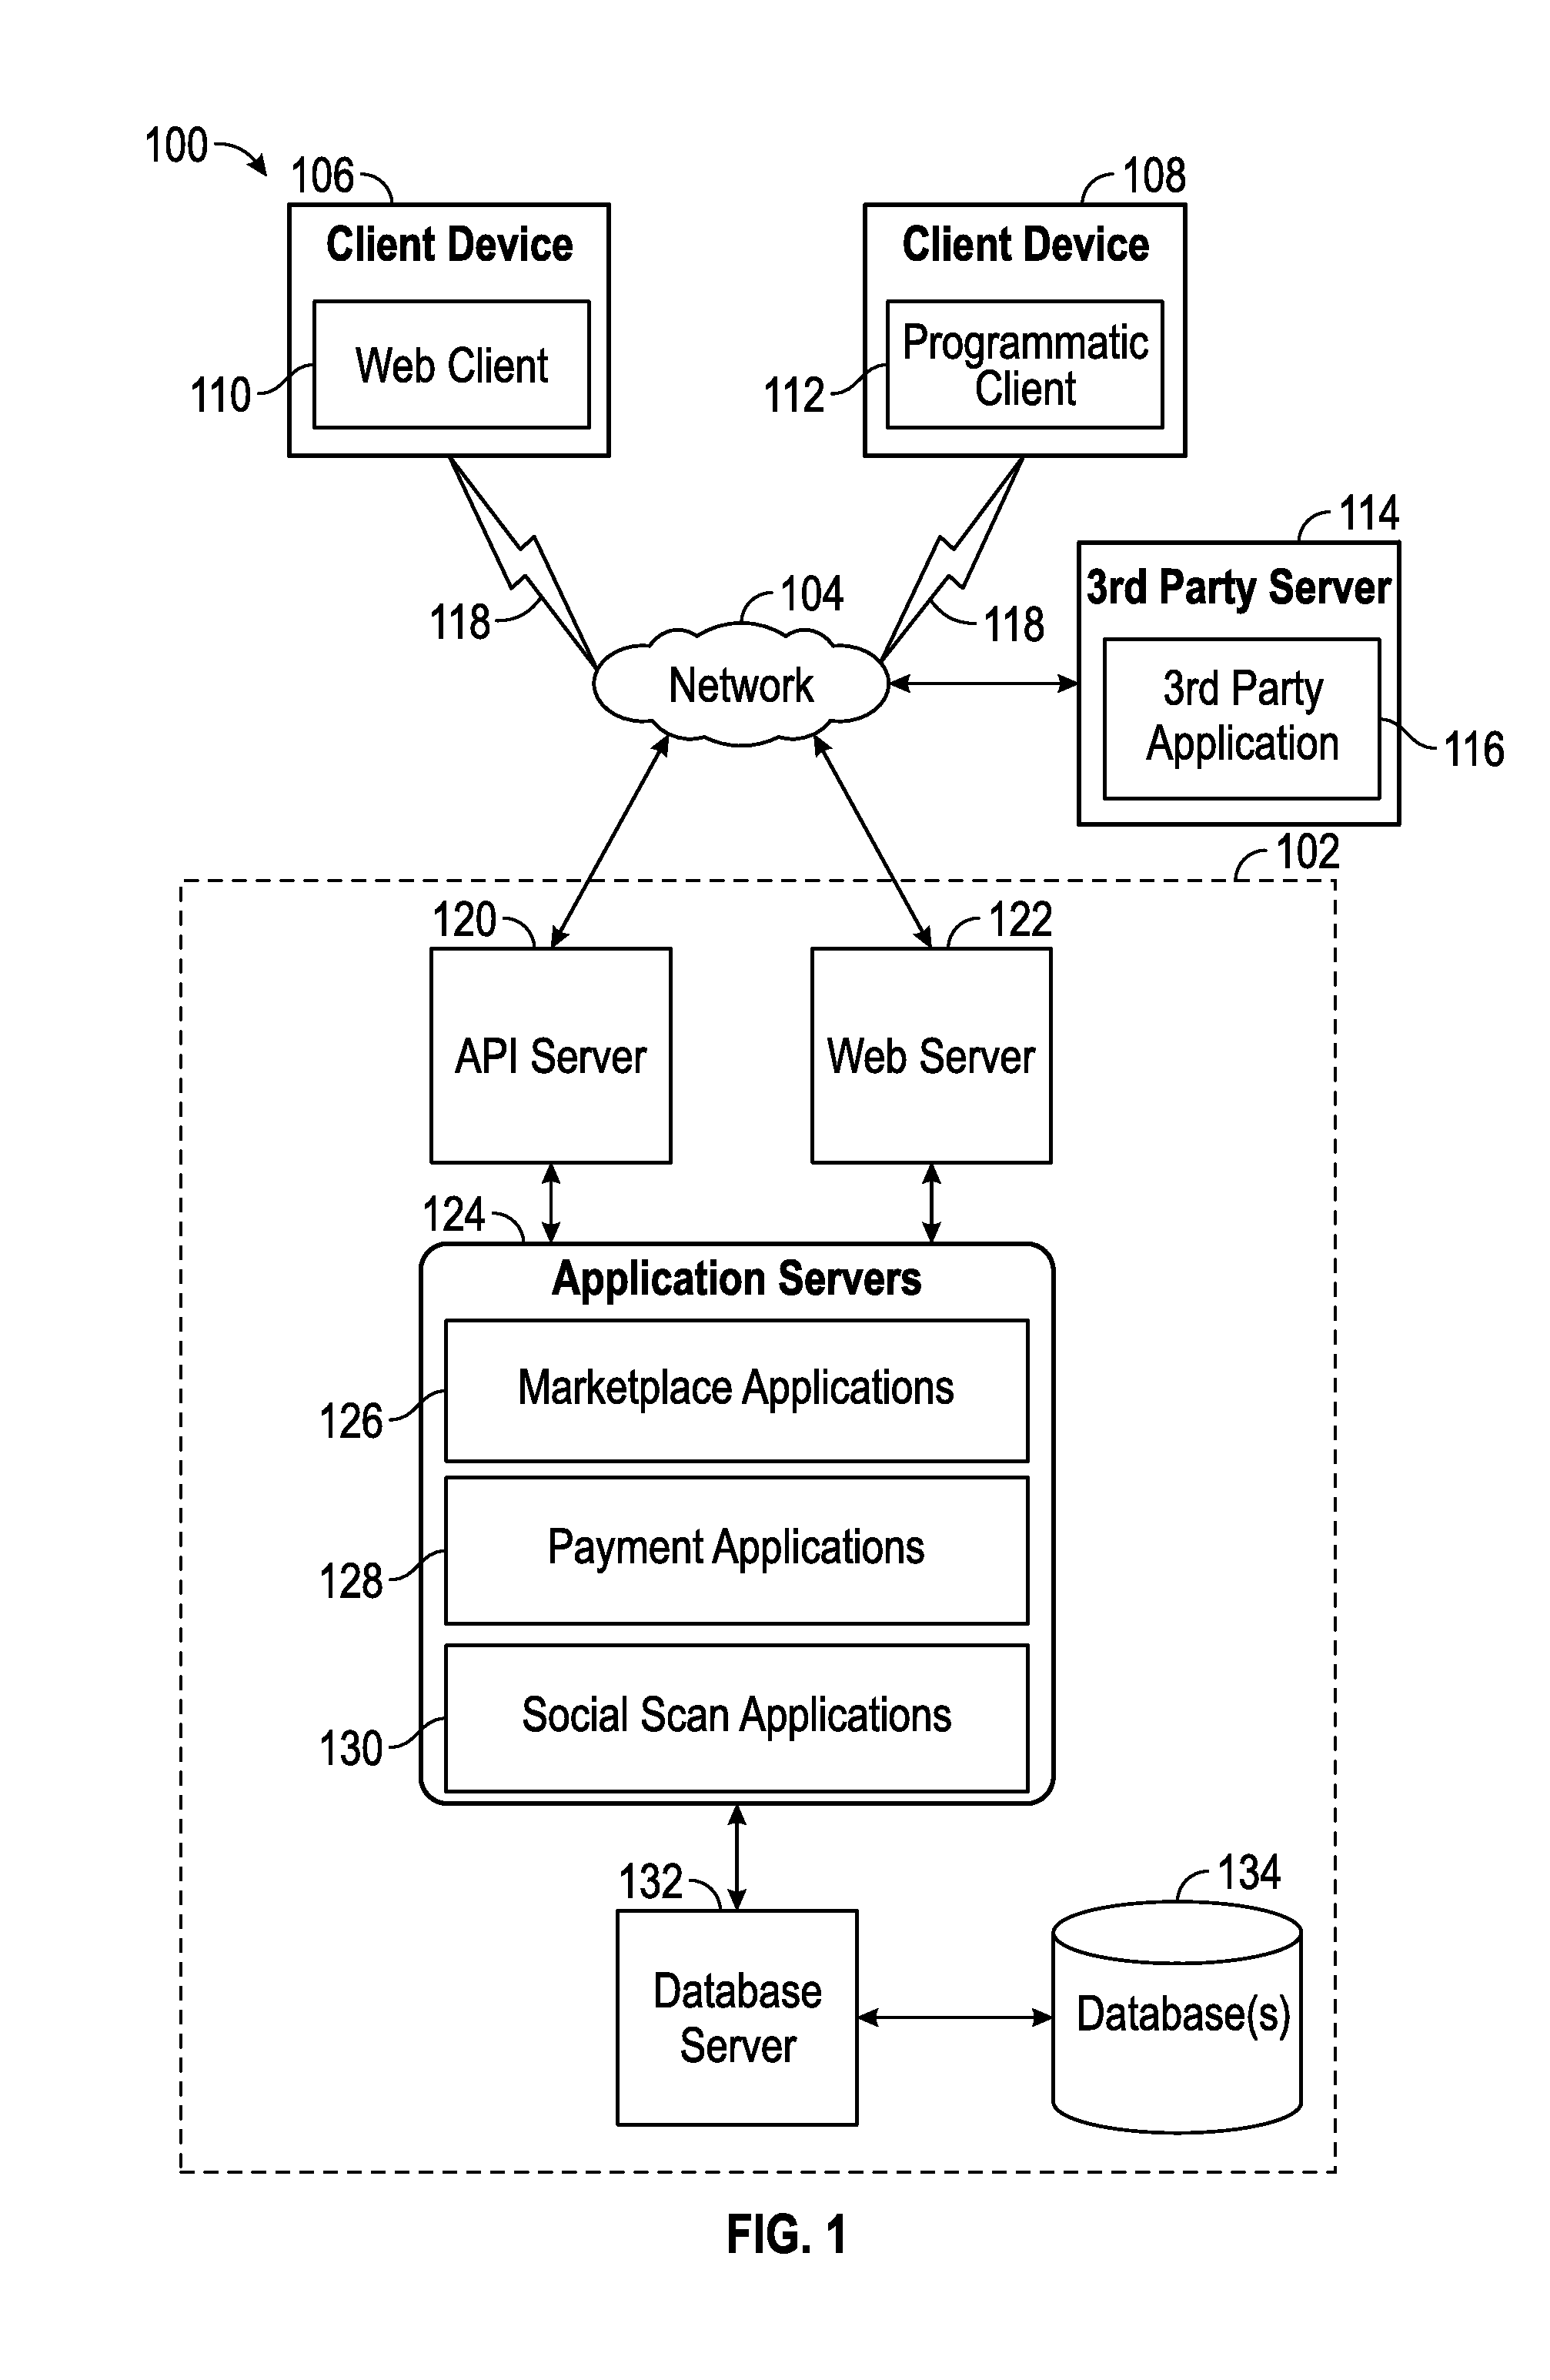 100
106
108
Client Device
Client Device
Web Client
Programmatic
Client
110
112
114
3rd Party Server
104
118
118
Network
3rd Party
Application
116
102
120
122
API Server
Web Server
124
Application Servers
Marketplace Applications
126
Payment Applications
128
Social Scan Applications
130
132
134
Database
Server
Database(s)
FIG. 1